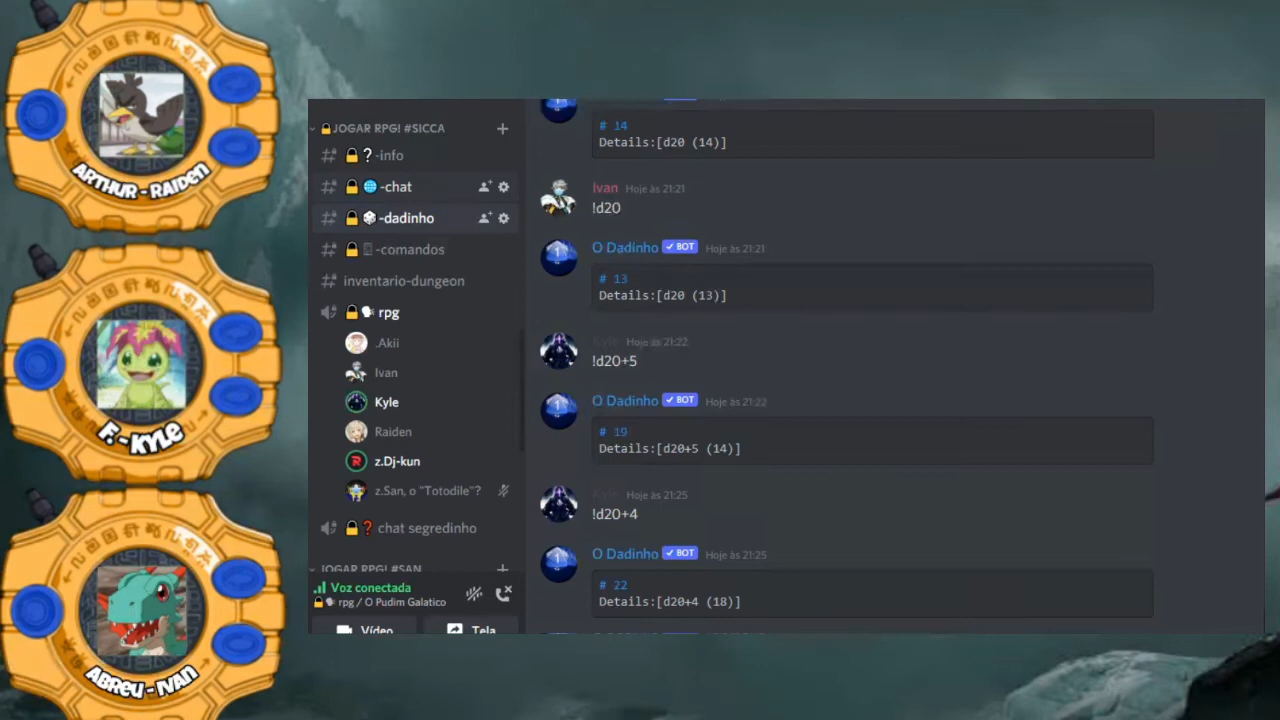 ARTHUR - RAIDEN
F. - KYLE
ABREU - IVAN
JOGAR RPG! #SICCA
?-info
-chat
-dadinho
-comandos
inventario-dungeon
rpg
.Akii
Ivan
Kyle
Raiden
z.Dj-kun
z.San, o "Totodile"?
? chat segredinho
JOGAR RPG! #SAN
Voz conectada
rpg / O Pudim Galatico
Vídeo
Tela
# 14
Details:[d20 (14)]
Ivan Hoje às 21:21
!d20
O Dadinho BOT Hoje às 21:21
# 13
Details:[d20 (13)]
Kyle Hoje às 21:22
!d20+5
O Dadinho BOT Hoje às 21:22
# 19
Details:[d20+5 (14)]
Kyle Hoje às 21:25
!d20+4
O Dadinho BOT Hoje às 21:25
# 22
Details:[d20+4 (18)]